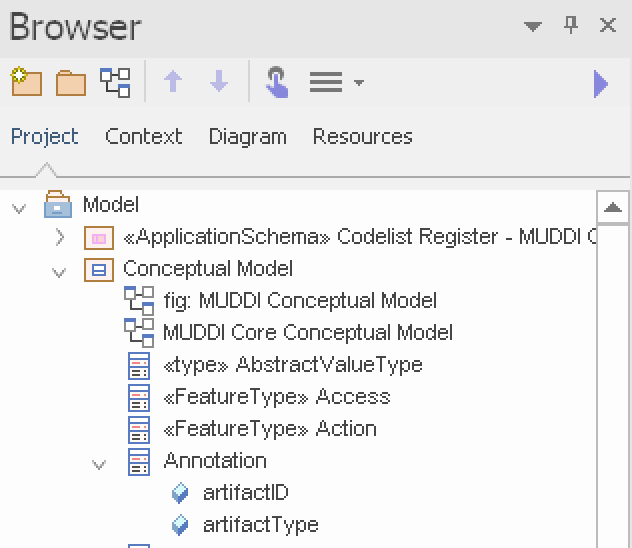 Browser
Project Context Diagram Resources
Model
«ApplicationSchema» Codelist Register - MUDDI
Conceptual Model
fig: MUDDI Conceptual Model
MUDDI Core Conceptual Model
«type» AbstractValueType
«FeatureType» Access
«FeatureType» Action
Annotation
artifactID
artifactType